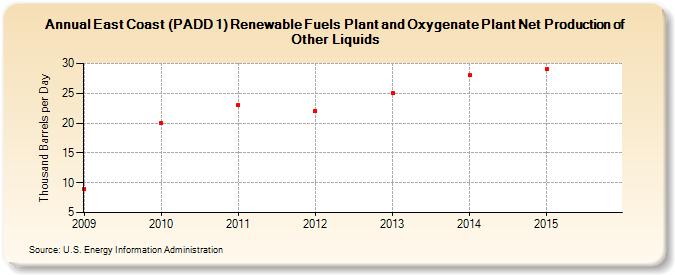 Annual East Coast (PADD 1) Renewable Fuels Plant and Oxygenate Plant Net Production of
Other Liquids
Thousand Barrels per Day
30
25
20
15
10
5
2009 2010 2011 2012 2013 2014 2015
Source: U.S. Energy Information Administration